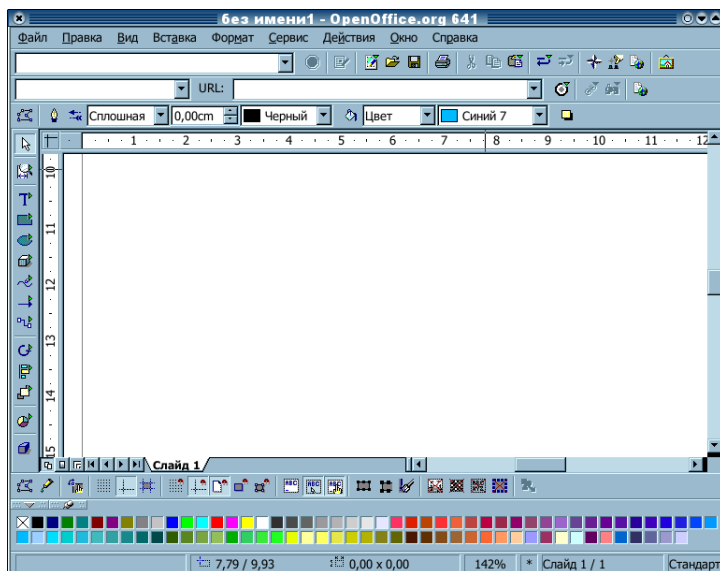 без имени1 - OpenOffice.org 641
Файл Правка Вид Вставка Формат Сервис Действия Окно Справка
URL:
Сплошная 0,00cm Черный Цвет Синий 7
1 2 3 4 5 6 7 8 9 10 11 12
10
11
12
13
14
15
Слайд 1
7,79 / 9,93 0,00 x 0,00 142% * Слайд 1 / 1 Стандарт